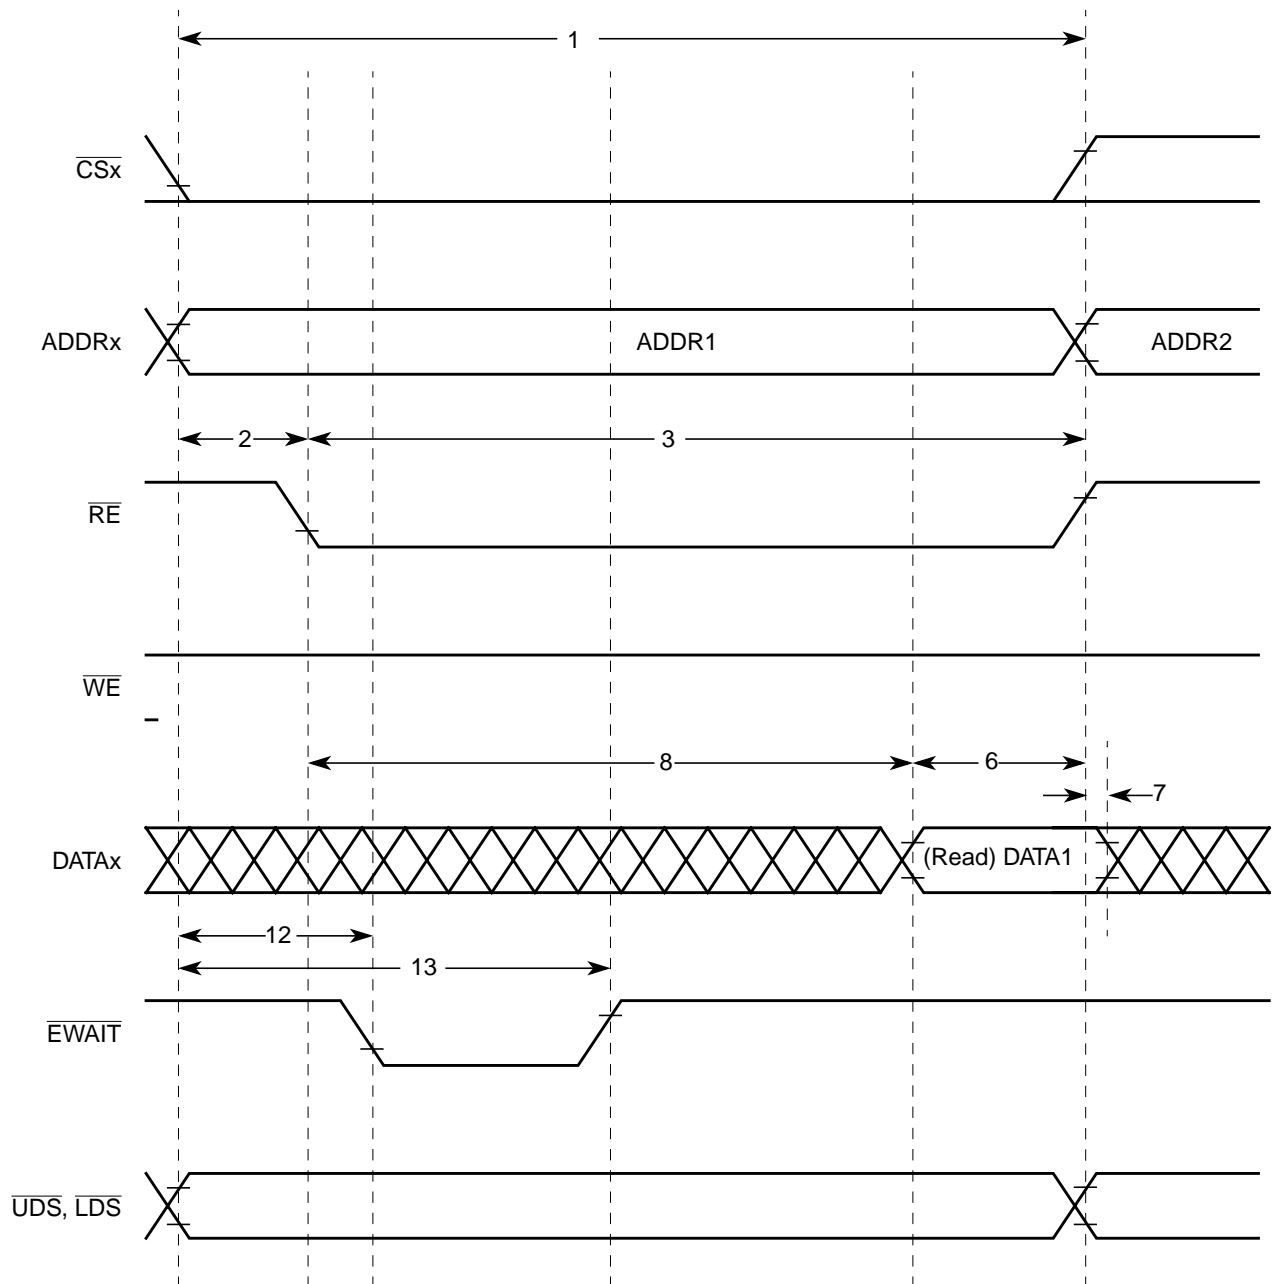 1
CSx
ADDRx
ADDR1
ADDR2
2
3
RE
WE
8
6
7
DATAx
(Read) DATA1
12
13
EWAIT
UDS, LDS